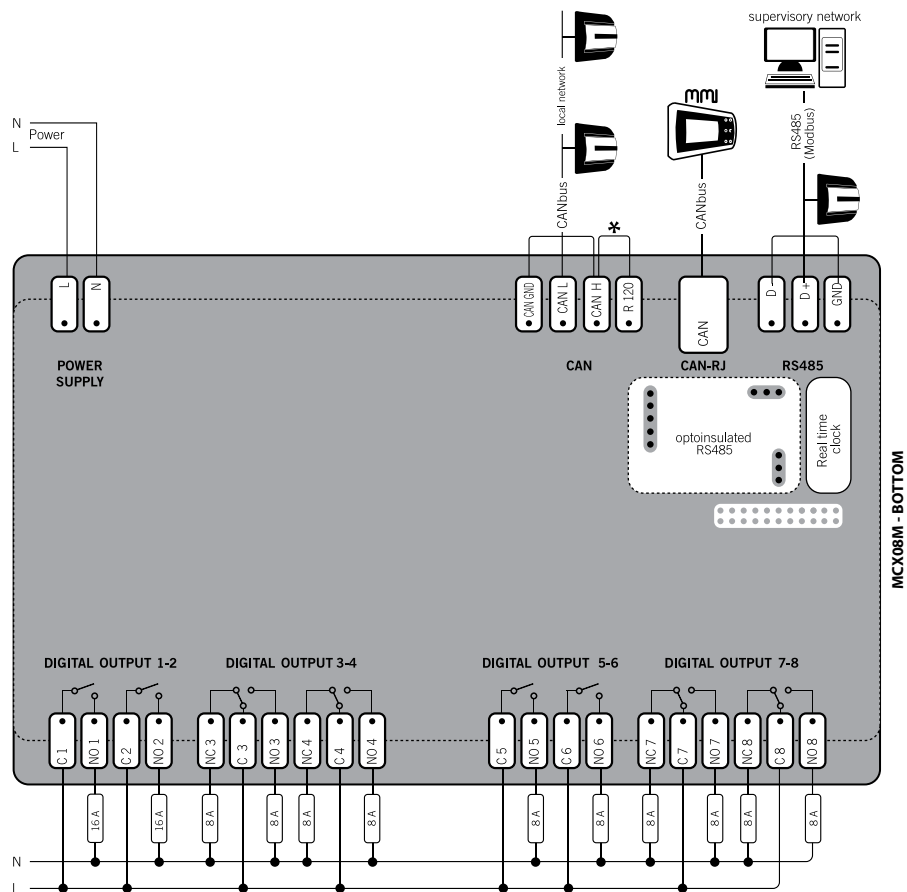 supervisory network
local network
mmi
N
Power
L
CANbus
CANbus
RS485
(Modbus)
*
L
N
CAN GND
CAN L
CAN H
R 120
CAN
D -
D +
GND
POWER
SUPPLY
CAN
CAN-RJ
RS485
optoinsulated
RS485
Real time
clock
MCX08M - BOTTOM
DIGITAL OUTPUT 1-2
DIGITAL OUTPUT 3-4
DIGITAL OUTPUT 5-6
DIGITAL OUTPUT 7-8
C 1
NO 1
C 2
NO 2
NC 3
C 3
NO 3
NC 4
C 4
NO 4
C 5
NO 5
C 6
NO 6
NC 7
C 7
NO 7
NC 8
C 8
NO 8
16 A
16 A
8 A
8 A
8 A
8 A
8 A
8 A
8 A
8 A
8 A
8 A
N
L